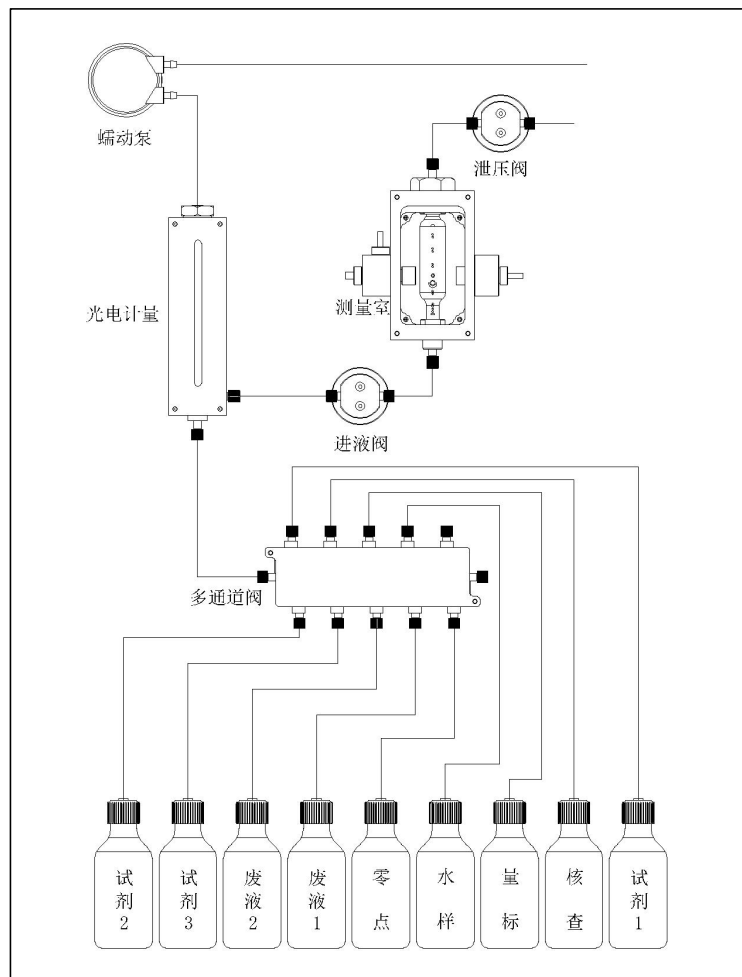 蠕动泵
泄压阀
光电计量
测量室
进液阀
多通道阀
试剂2
试剂3
废液2
废液1
零点
水样
量标
核查
试剂1